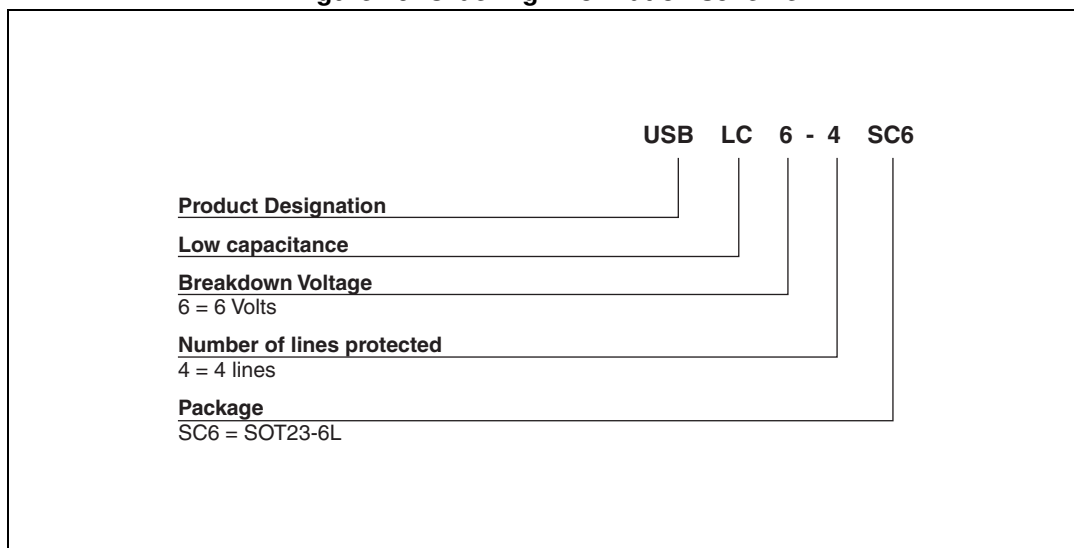 USB LC 6 - 4 SC6
Product Designation
Low capacitance
Breakdown Voltage
6 = 6 Volts
Number of lines protected
4 = 4 lines
Package
SC6 = SOT23-6L